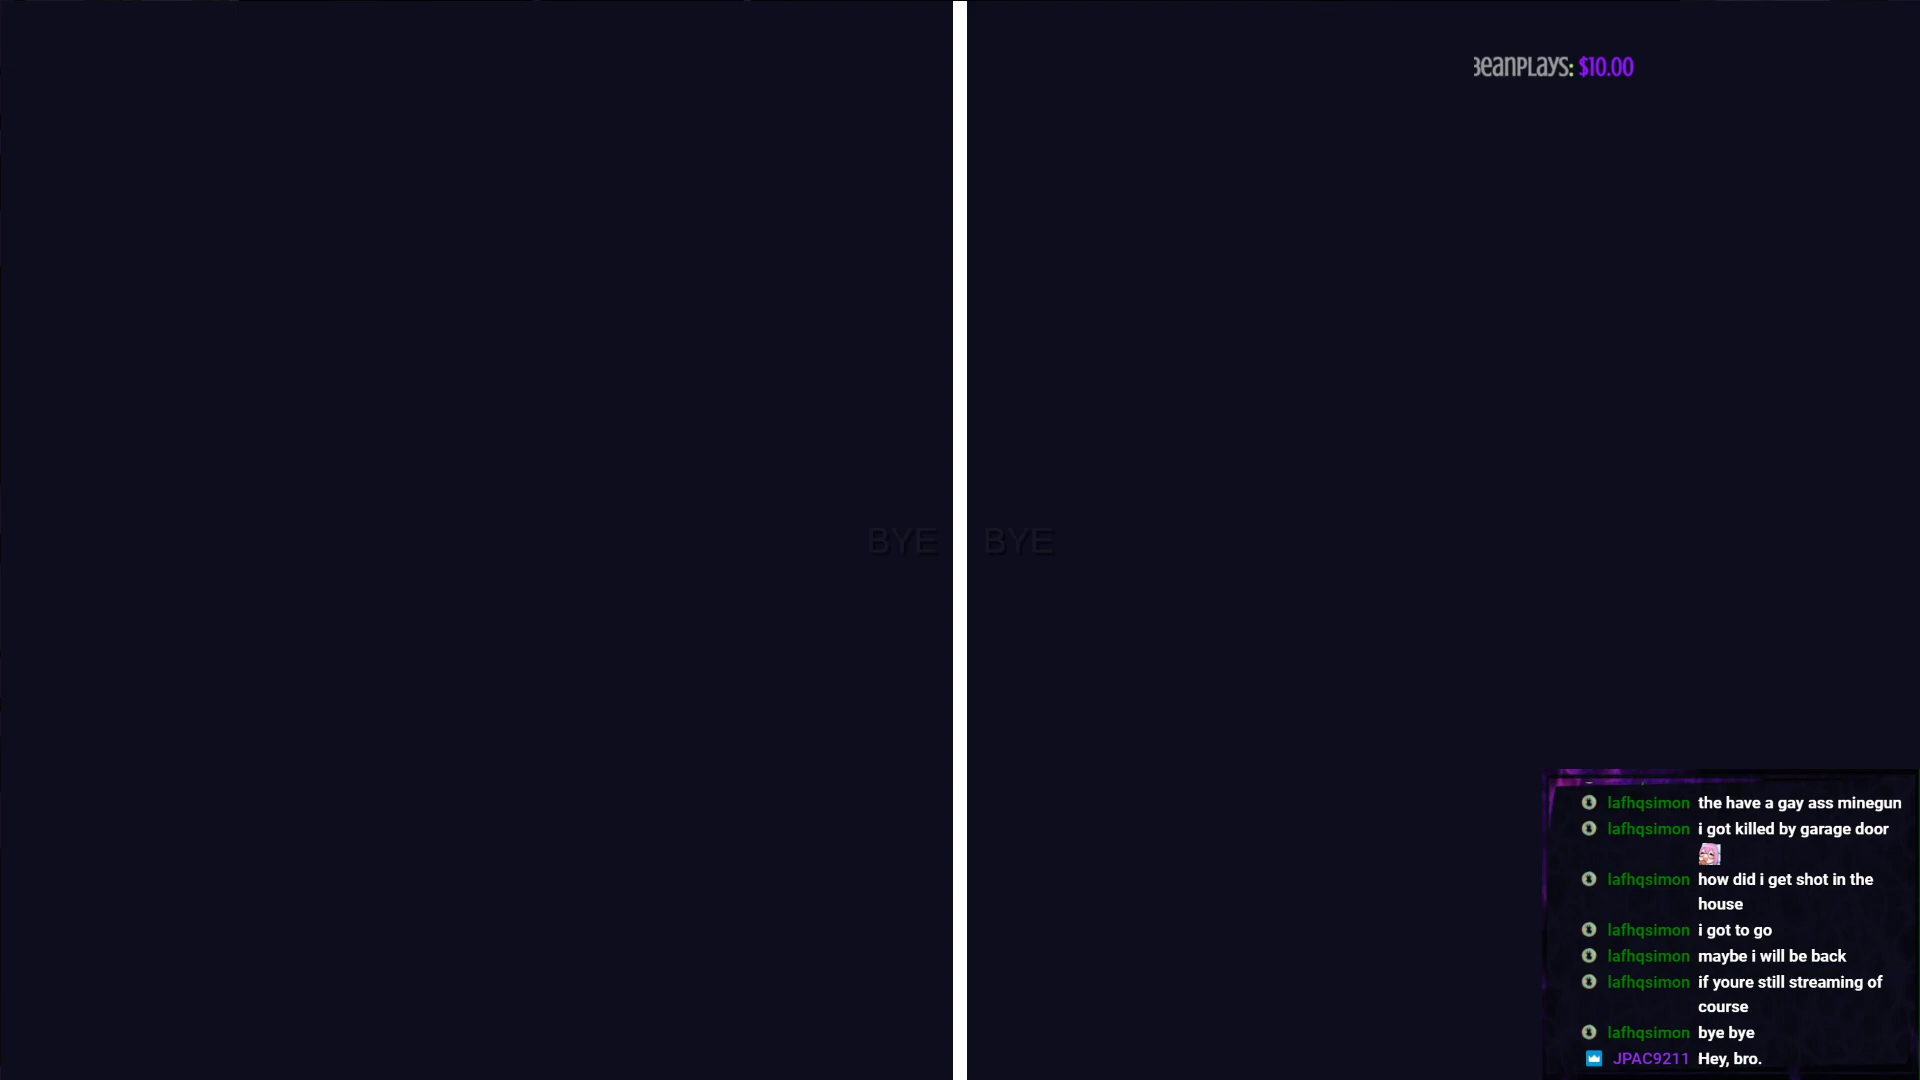 BeanPlays: $10.00
BYE BYE
lafhqsimon the have a gay ass minegun
lafhqsimon i got killed by garage door
lafhqsimon how did i get shot in the
house
lafhqsimon i got to go
lafhqsimon maybe i will be back
lafhqsimon if youre still streaming of
course
lafhqsimon bye bye
JPAC9211 Hey, bro.